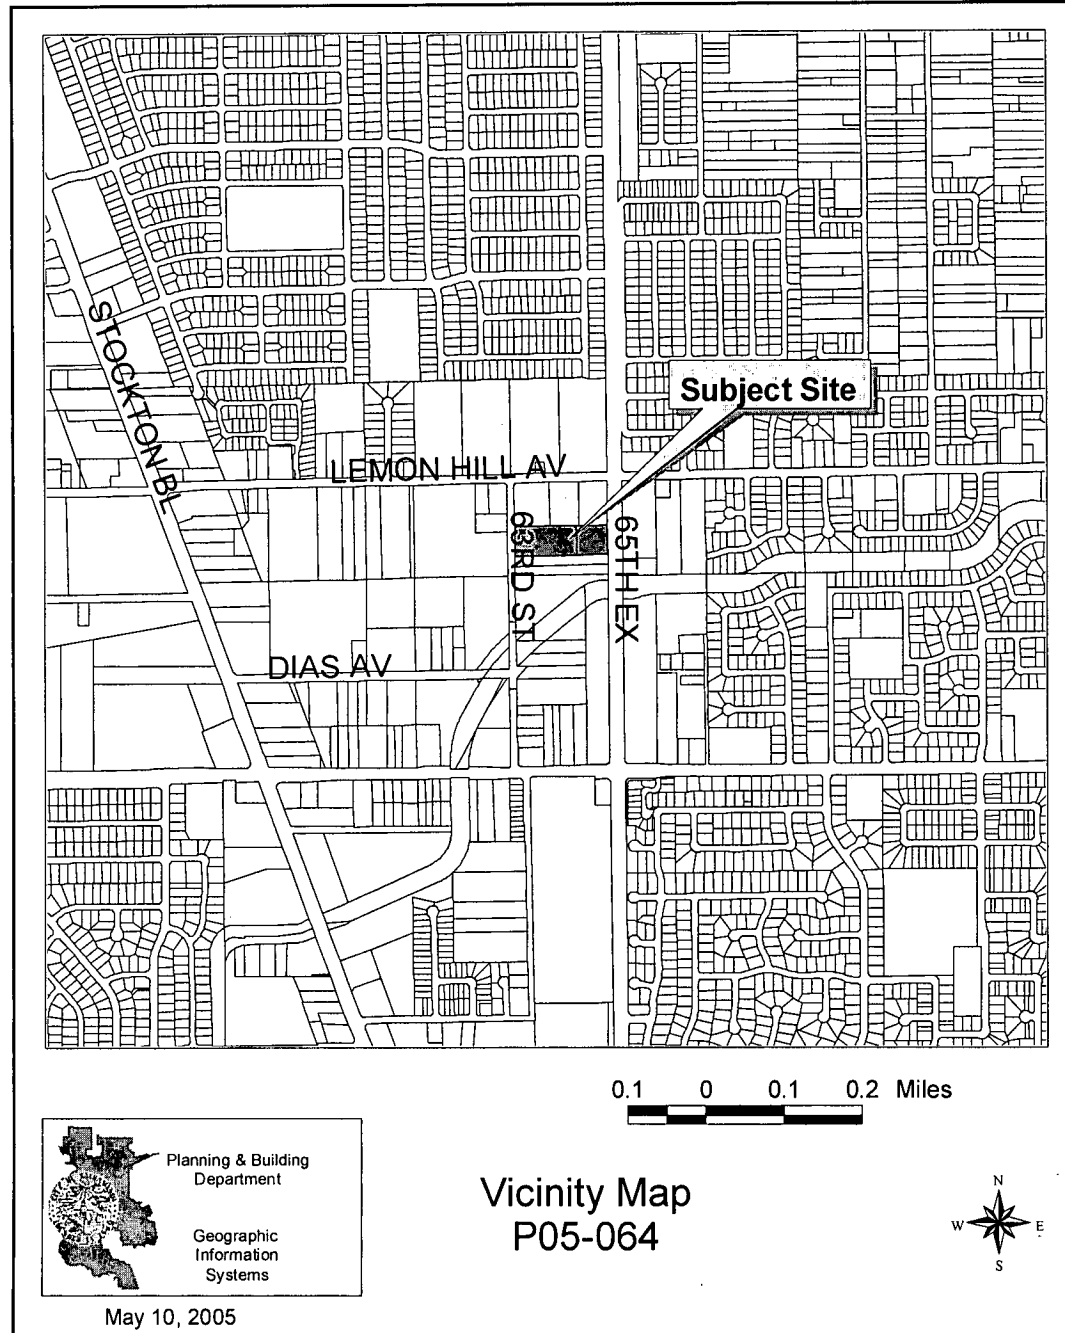 Subject Site
STOCKTON BL
LEMON HILL AV
63RD ST
65TH EX
DIAS AV
0.1 0 0.1 0.2 Miles
Planning & Building
Department
Geographic
Information
Systems
Vicinity Map
P05-064
N
W E
S
May 10, 2005